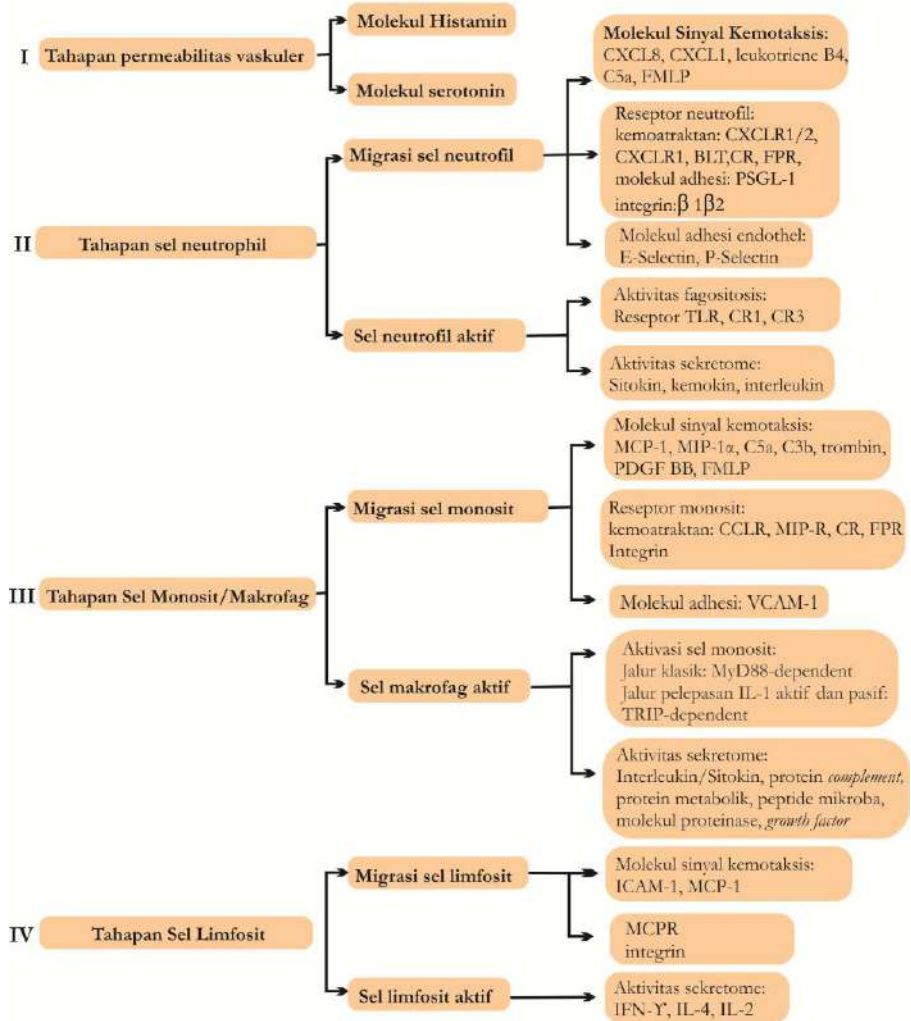 I
Tahapan permeabilitas vaskuler
Molekul Histamin
Molekul serotonin
II
Tahapan sel neutrophil
Migrasi sel neutrofil
Molekul Sinyal Kemotaksis:
CXCL8, CXCL1, leukotriene B4,
C5a, FMLP
Reseptor neutrofil:
kemoatraktan: CXCLR1/2,
CXCLR1, BLT,CR, FPR,
molekul adhesi: PSGL-1
integrin:β 1β2
Molekul adhesi endothel:
E-Selectin, P-Selectin
Sel neutrofil aktif
Aktivitas fagositosis:
Reseptor TLR, CR1, CR3
Aktivitas sekretome:
Sitokin, kemokin, interleukin
III
Tahapan Sel Monosit/Makrofag
Migrasi sel monosit
Molekul sinyal kemotaksis:
MCP-1, MIP-1α, C5a, C3b, trombin,
PDGF BB, FMLP
Reseptor monosit:
kemoatraktan: CCLR, MIP-R, CR, FPR
Integrin
Molekul adhesi: VCAM-1
Sel makrofag aktif
Aktivasi sel monosit:
Jalur klasik: MyD88-dependent
Jalur pelepasan IL-1 aktif dan pasif:
TRIP-dependent
Aktivitas sekretome:
Interleukin/Sitokin, protein complement,
protein metabolik, peptide mikroba,
molekul proteinase, growth factor
IV
Tahapan Sel Limfosit
Migrasi sel limfosit
Molekul sinyal kemotaksis:
ICAM-1, MCP-1
MCPR
integrin
Sel limfosit aktif
Aktivitas sekretome:
IFN-ϒ, IL-4, IL-2